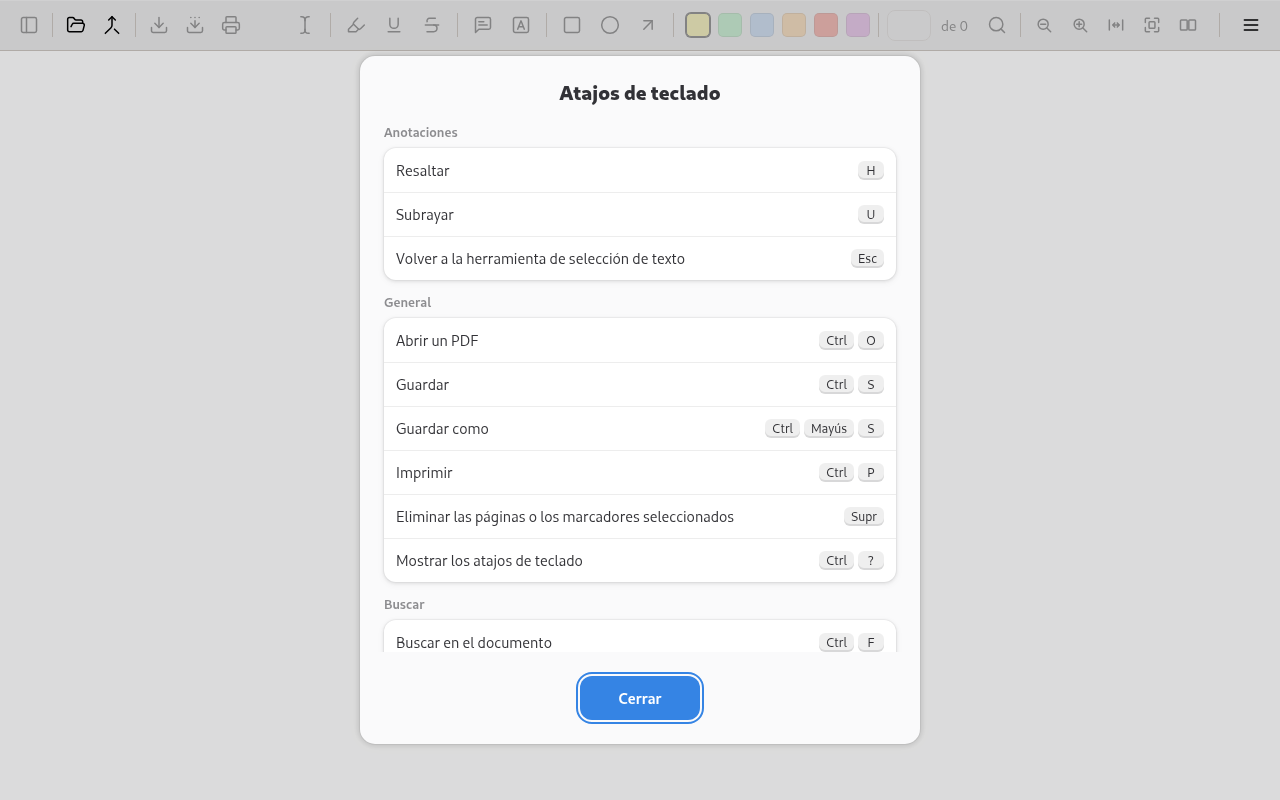 de 0
Atajos de teclado
Anotaciones
Resaltar H
Subrayar U
Volver a la herramienta de selección de texto Esc
General
Abrir un PDF Ctrl O
Guardar Ctrl S
Guardar como Ctrl Mayús S
Imprimir Ctrl P
Eliminar las páginas o los marcadores seleccionados Supr
Mostrar los atajos de teclado Ctrl ?
Buscar
Buscar en el documento Ctrl F
Cerrar